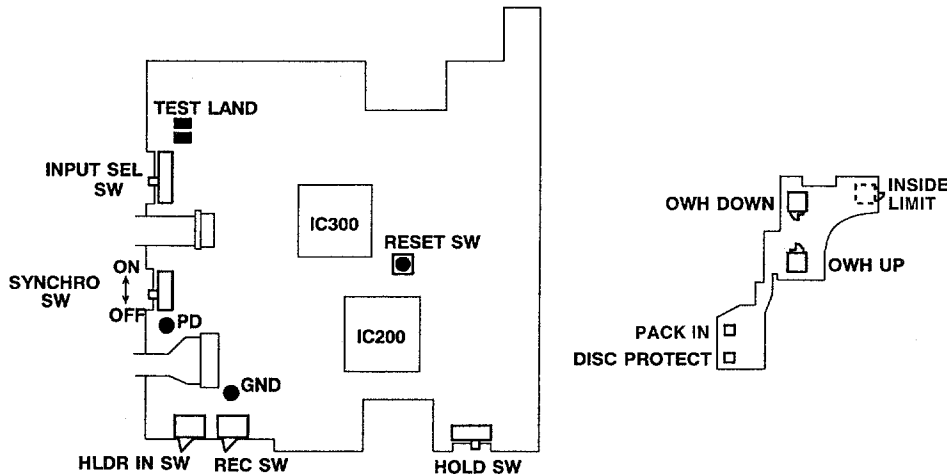 TEST LAND
INPUT SEL
SW
IC300
RESET SW
ON
SYNCHRO
SW
OFF
PD
IC200
GND
HLDR IN SW
REC SW
HOLD SW
OWH DOWN
INSIDE
LIMIT
OWH UP
PACK IN
DISC PROTECT